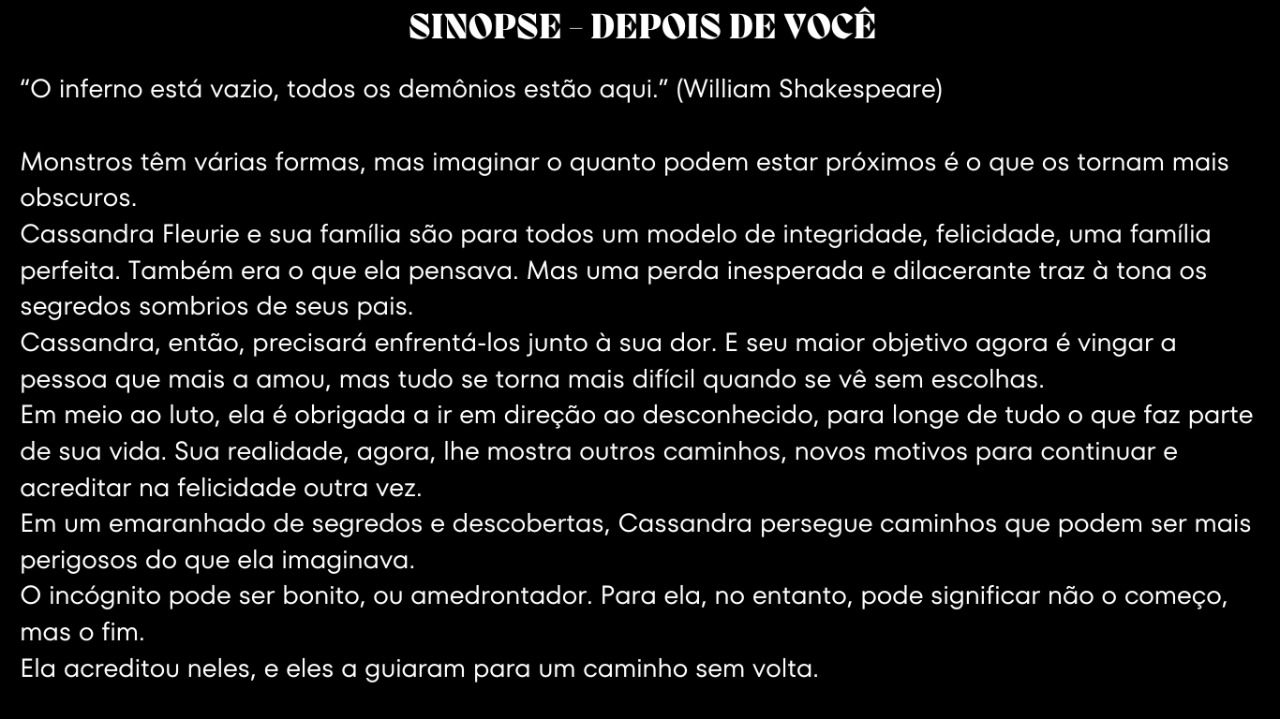 SINOPSE – DEPOIS DE VOCÊ
“O inferno está vazio, todos os demônios estão aqui.” (William Shakespeare)
Monstros têm várias formas, mas imaginar o quanto podem estar próximos é o que os tornam mais
obscuros.
Cassandra Fleurie e sua família são para todos um modelo de integridade, felicidade, uma família
perfeita. Também era o que ela pensava. Mas uma perda inesperada e dilacerante traz à tona os
segredos sombrios de seus pais.
Cassandra, então, precisará enfrentá-los junto à sua dor. E seu maior objetivo agora é vingar a
pessoa que mais a amou, mas tudo se torna mais difícil quando se vê sem escolhas.
Em meio ao luto, ela é obrigada a ir em direção ao desconhecido, para longe de tudo o que faz parte
de sua vida. Sua realidade, agora, lhe mostra outros caminhos, novos motivos para continuar e
acreditar na felicidade outra vez.
Em um emaranhado de segredos e descobertas, Cassandra persegue caminhos que podem ser mais
perigosos do que ela imaginava.
O incógnito pode ser bonito, ou amedrontador. Para ela, no entanto, pode significar não o começo,
mas o fim.
Ela acreditou neles, e eles a guiaram para um caminho sem volta.